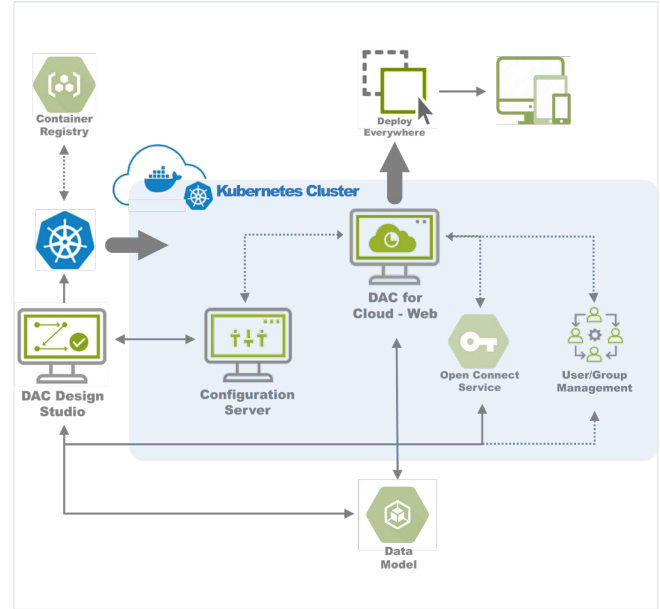 Container
Registry
Deploy
Everywhere
Kubernetes Cluster
DAC for
Cloud - Web
DAC Design
Studio
Configuration
Server
Open Connect
Service
User/Group
Management
Data
Model